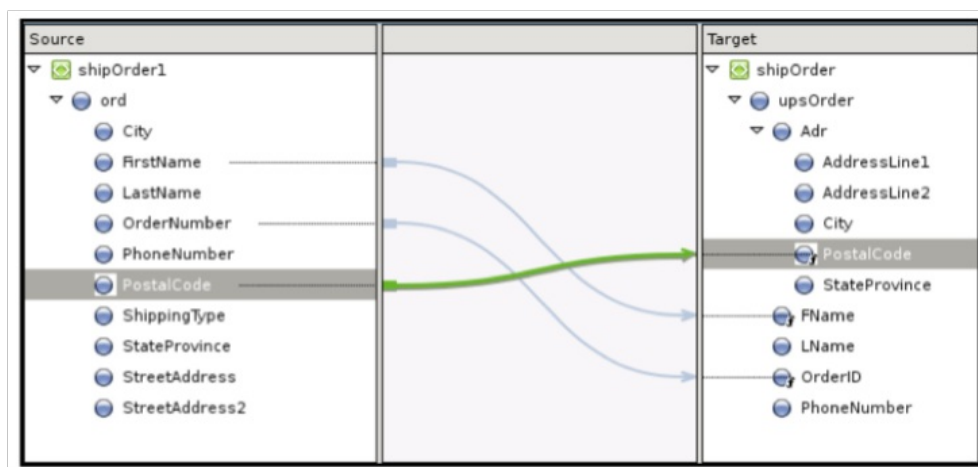 Source
shipOrder1
ord
City
FirstName
LastName
OrderNumber
PhoneNumber
PostalCode
ShippingType
StateProvince
StreetAddress
StreetAddress2
Target
shipOrder
upsOrder
Adr
AddressLine1
AddressLine2
City
PostalCode
StateProvince
FName
LName
OrderID
PhoneNumber